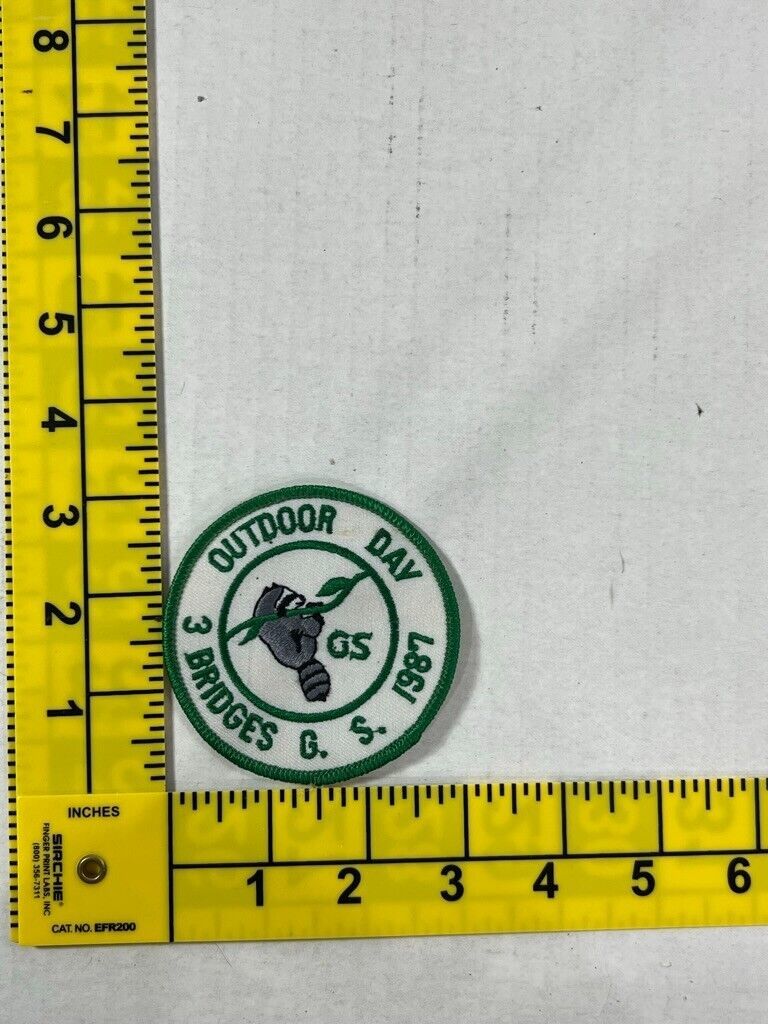 8
7
6
5
4
3
2
1
OUTDOOR DAY
3 BRIDGES G. S. 1987
GS
INCHES
SIRCHIE®
FINGER PRINT LABS, INC
(800) 356-7311
CAT. NO. EFR200
1 2 3 4 5 6